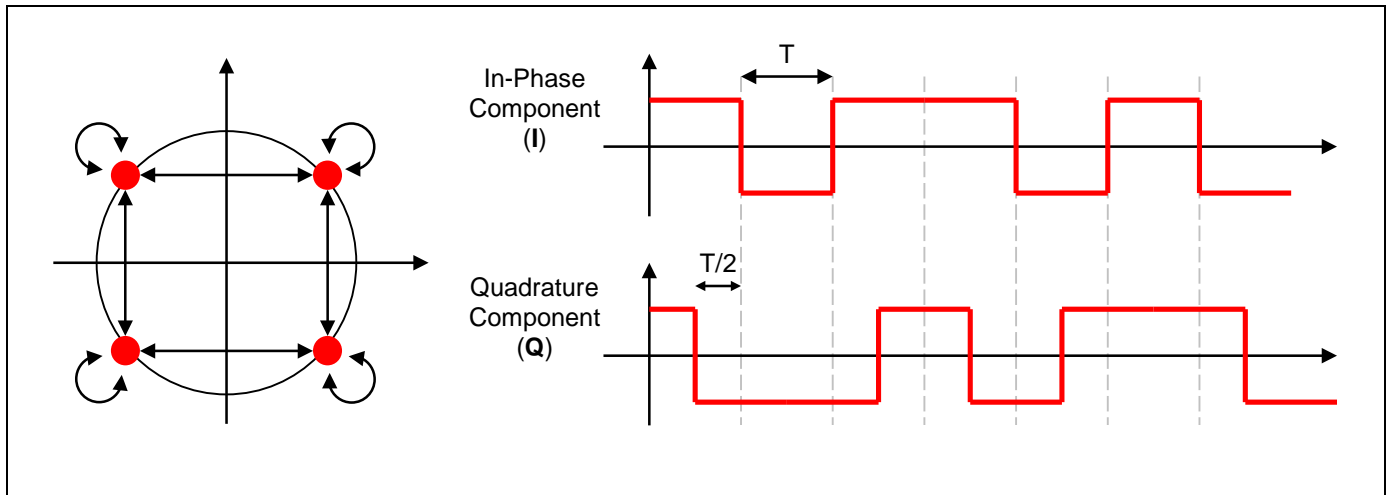 In-Phase
Component
(I)
T
Quadrature
Component
(Q)
T/2